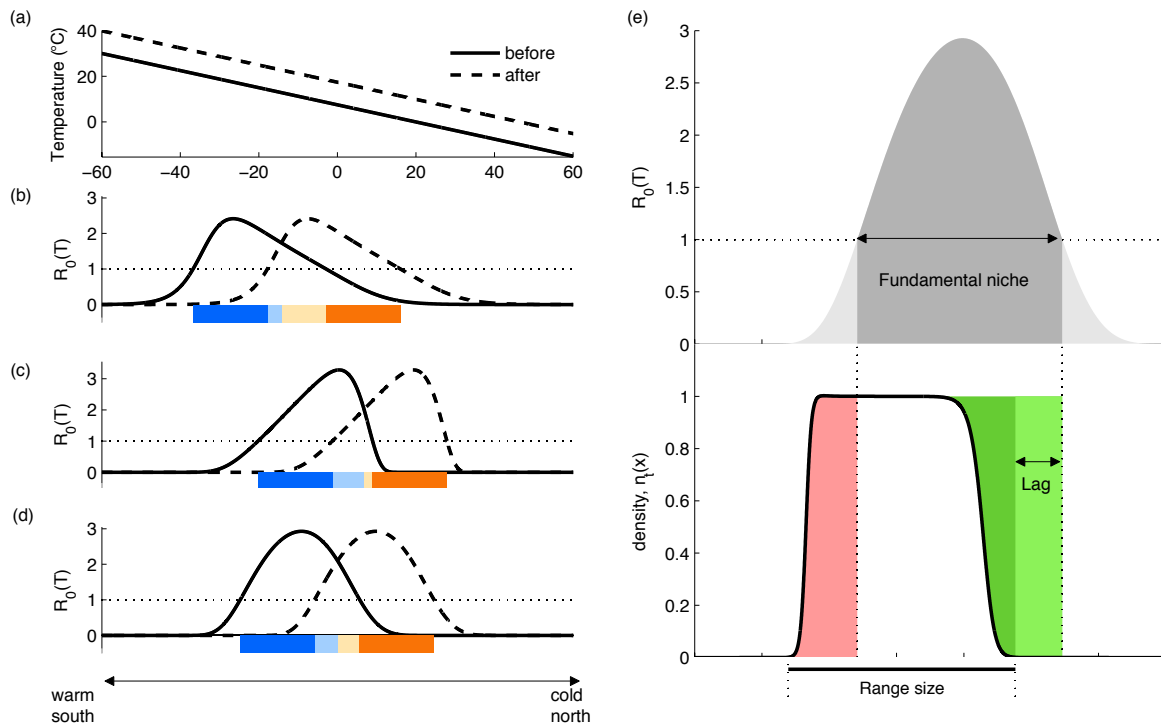 (a)
Temperature (°C)
40
20
0
before
after
−60
−40
−20
0
20
40
60
(b)
R0(T)
3
2
1
0
(c)
R0(T)
3
2
1
0
(d)
R0(T)
3
2
1
0
warm
south
cold
north
(e)
R0(T)
3
2.5
2
1.5
1
0.5
0
Fundamental niche
density, nt(x)
1
0.8
0.6
0.4
0.2
0
Lag
Range size